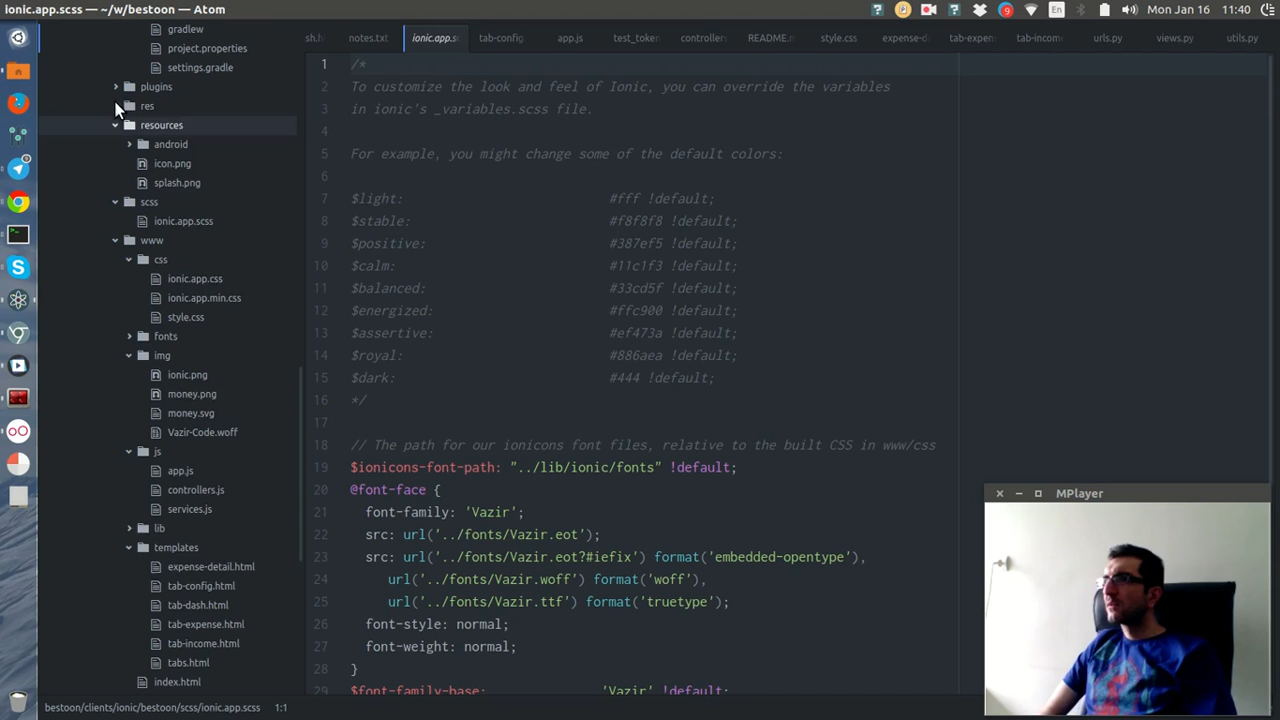 ionic.app.scss — ~/w/bestoon — Atom
En
Mon Jan 16
11:40
gradlew
project.properties
settings.gradle
plugins
res
resources
android
icon.png
splash.png
scss
ionic.app.scss
www
css
ionic.app.css
ionic.app.min.css
style.css
fonts
img
ionic.png
money.png
money.svg
Vazir-Code.woff
js
app.js
controllers.js
services.js
lib
templates
expense-detail.html
tab-config.html
tab-dash.html
tab-expense.html
tab-income.html
tabs.html
index.html
sh.h notes.txt ionic.app.sc tab-config app.js test_token controllers README.m style.css expense-d tab-expen tab-incom urls.py views.py utils.py
1 /*
2 To customize the look and feel of Ionic, you can override the variables
3 in ionic's _variables.scss file.
4
5 For example, you might change some of the default colors:
6
7 $light: #fff !default;
8 $stable: #f8f8f8 !default;
9 $positive: #387ef5 !default;
10 $calm: #11c1f3 !default;
11 $balanced: #33cd5f !default;
12 $energized: #ffc900 !default;
13 $assertive: #ef473a !default;
14 $royal: #886aea !default;
15 $dark: #444 !default;
16 */
17
18 // The path for our ionicons font files, relative to the built CSS in www/css
19 $ionicons-font-path: "../lib/ionic/fonts" !default;
20 @font-face {
21 font-family: 'Vazir';
22 src: url('../fonts/Vazir.eot');
23 src: url('../fonts/Vazir.eot?#iefix') format('embedded-opentype'),
24 url('../fonts/Vazir.woff') format('woff'),
25 url('../fonts/Vazir.ttf') format('truetype');
26 font-style: normal;
27 font-weight: normal;
28 }
29 $font-family-base: 'Vazir' !default;
MPlayer
bestoon/clients/ionic/bestoon/scss/ionic.app.scss 1:1